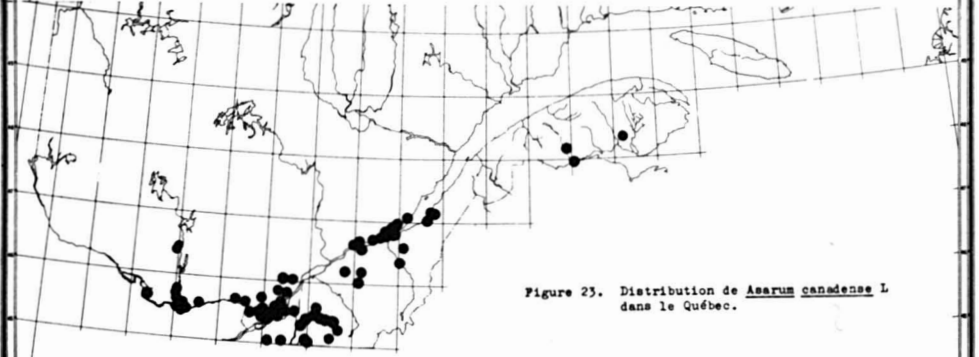 Figure 23. Distribution de Asarum canadense L
dans le Québec.